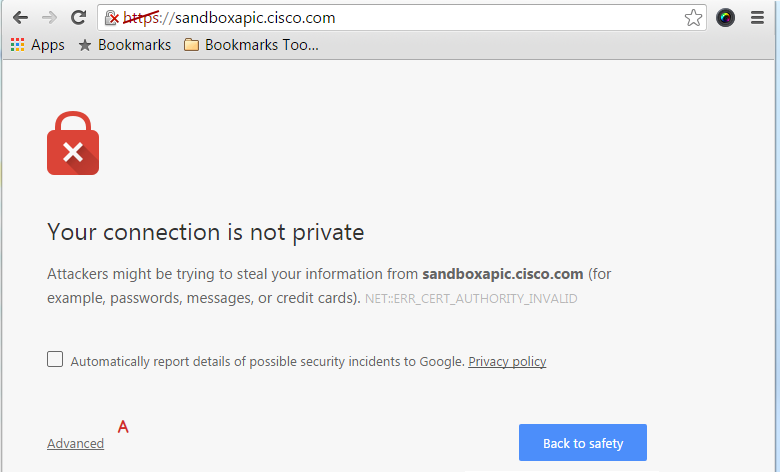 https://sandboxapic.cisco.com
Apps Bookmarks Bookmarks Too...
Your connection is not private
Attackers might be trying to steal your information from sandboxapic.cisco.com (for
example, passwords, messages, or credit cards). NET::ERR_CERT_AUTHORITY_INVALID
Automatically report details of possible security incidents to Google. Privacy policy
A
Advanced Back to safety